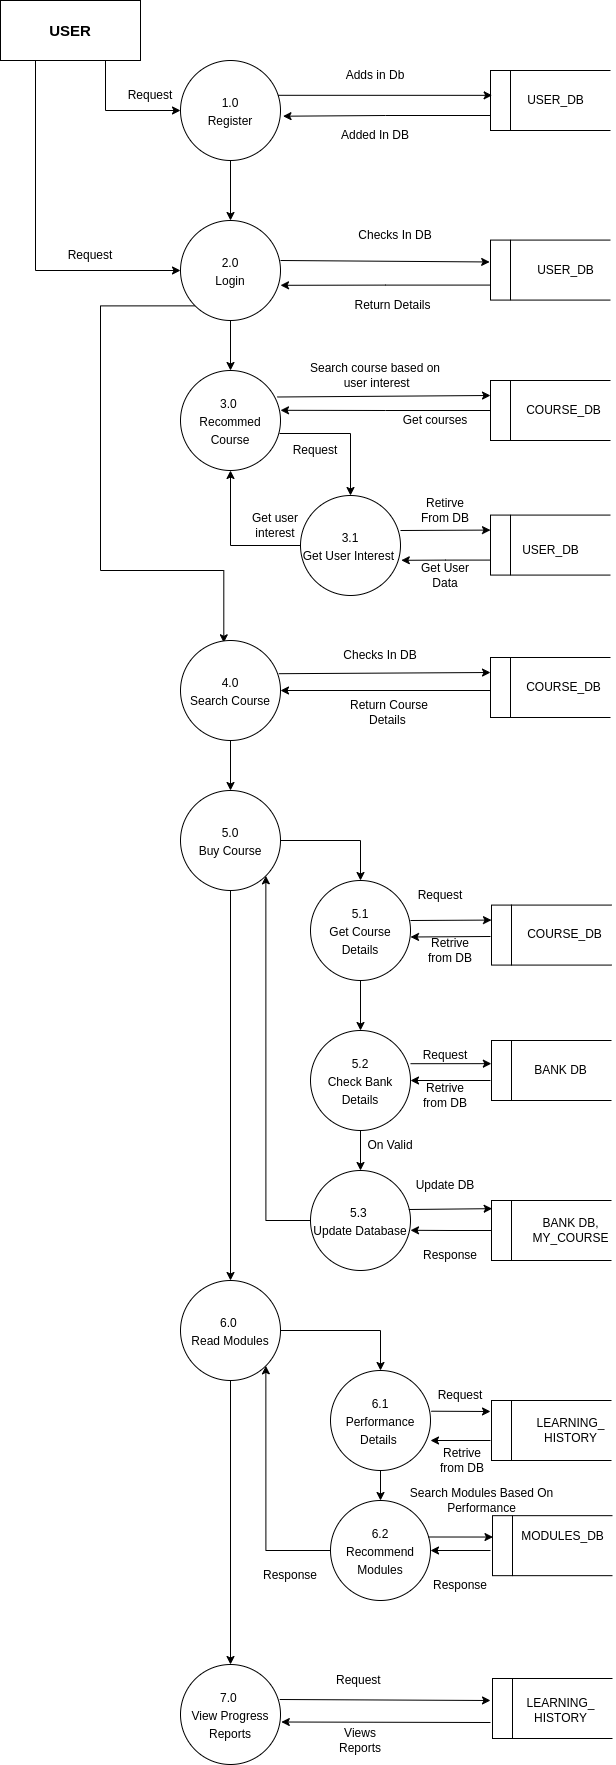 USER
Request
1.0
Register
Adds in Db
Added In DB
USER_DB
Request
2.0
Login
Checks In DB
Return Details
USER_DB
3.0
Recommed
Course
Search course based on
user interest
Get courses
COURSE_DB
Request
Get user
interest
3.1
Get User Interest
Retirve
From DB
Get User
Data
USER_DB
4.0
Search Course
Checks In DB
Return Course
Details
COURSE_DB
5.0
Buy Course
5.1
Get Course
Details
Request
Retrive
from DB
COURSE_DB
5.2
Check Bank
Details
Request
Retrive
from DB
BANK DB
On Valid
5.3
Update Database
Update DB
Response
BANK DB,
MY_COURSE
6.0
Read Modules
6.1
Performance
Details
Request
Retrive
from DB
LEARNING_
HISTORY
Search Modules Based On
Performance
6.2
Recommend
Modules
Response
Response
MODULES_DB
7.0
View Progress
Reports
Request
Views
Reports
LEARNING_
HISTORY